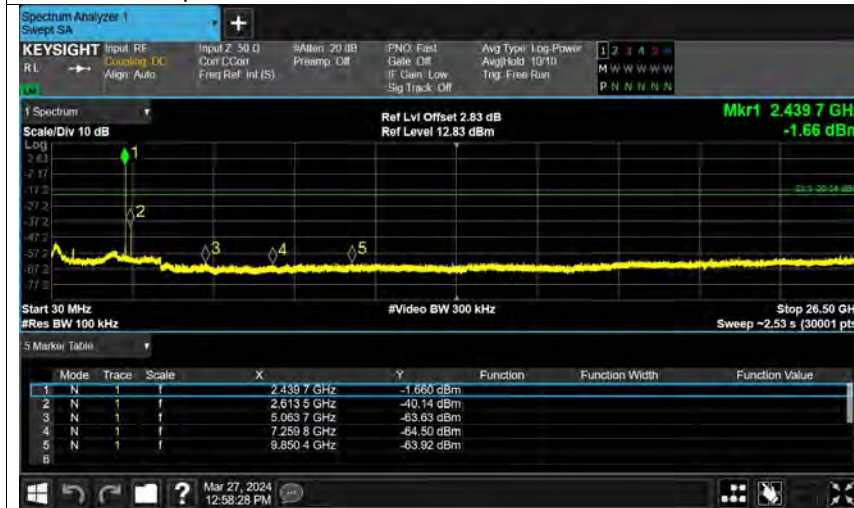 Spectrum Analyzer 1
Swept SA
+
KEYSIGHT Input: RF Input Z: 50 Ω #Atten: 20 dB PNO: Fast Avg Type: Log-Power 1 2 3 4 5 6
RL Coupling: DC Corr CCorr Preamp: Off Gate: Off Avg|Hold: 10/10 M W W W W W
Align: Auto Freq Ref: Int (S) IF Gain: Low Trig: Free Run
Sig Track: Off P N N N N N
1 Spectrum Ref Lvl Offset 2.83 dB Mkr1 2.439 7 GH
Scale/Div 10 dB Ref Level 12.83 dBm -1.66 dBm
Log
2.83
-7.17
-17.2
-27.2
-37.2
-47.2
-57.2
-67.2
-77.2
1
2
3
4
5
Start 30 MHz #Video BW 300 kHz Stop 26.50 GH
#Res BW 100 kHz Sweep ~2.53 s (30001 pts
5 Marker Table
Mode Trace Scale X Y Function Function Width Function Value
1 N 1 f 2.439 7 GHz -1.660 dBm
2 N 1 f 2.613 5 GHz -40.14 dBm
3 N 1 f 5.063 7 GHz -63.63 dBm
4 N 1 f 7.259 8 GHz -64.50 dBm
5 N 1 f 9.850 4 GHz -63.92 dBm
6
? Mar 27, 2024
12:58:28 PM